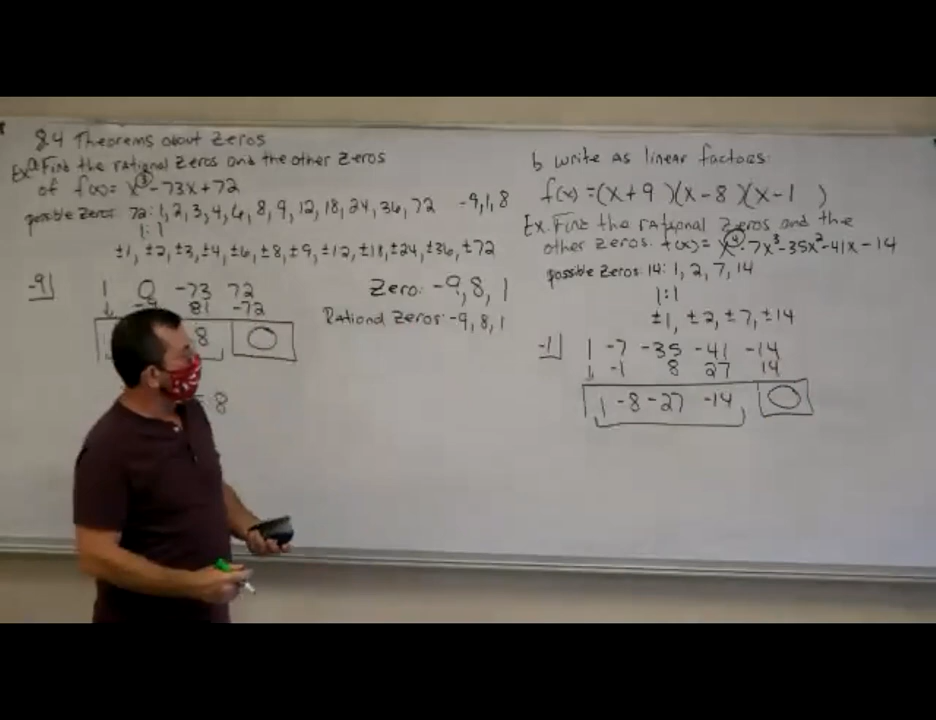 8.4 Theorems about Zeros
Ex. a Find the rational zeros and the other zeros
of f(x) = x³ - 73x + 72
possible zeros: 72: 1, 2, 3, 4, 6, 8, 9, 12, 18, 24, 36, 72 -9, 1, 8
1: 1
±1, ±2, ±3, ±4, ±6, ±8, ±9, ±12, ±18, ±24, ±36, ±72
-9| 1 0 -73 72
↓ -9 81 -72
8 0
8
Zero: -9, 8, 1
Rational Zeros: -9, 8, 1
b write as linear factors:
f(x) = (x+9)(x-8)(x-1)
Ex. Find the rational zeros and the
other zeros. f(x) = x⁴ - 7x³ - 35x² - 41x - 14
possible zeros: 14: 1, 2, 7, 14
1: 1
±1, ±2, ±7, ±14
-1| 1 -7 -35 -41 -14
↓ -1 8 27 14
1 -8 -27 -14 0